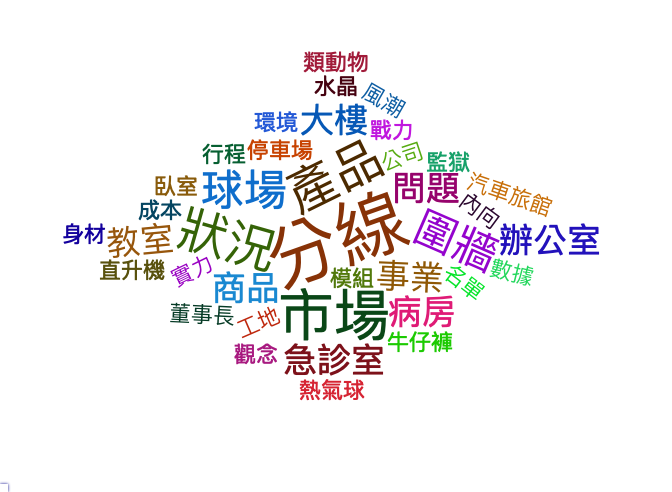 類動物
水晶
風潮
環境
大樓
戰力
行程
停車場
產品
公司
監獄
臥室
球場
問題
汽車旅館
成本
內向
身材
教室
狀況
分線
圍牆
辦公室
直升機
實力
商品
模組
事業
名單
數據
董事長
工地
市場
病房
觀念
急診室
牛仔褲
熱氣球